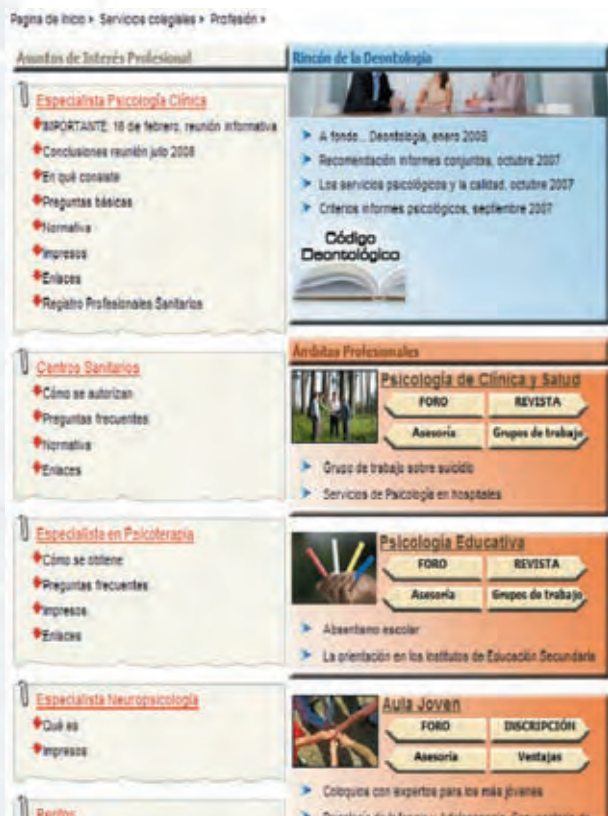 Pagina de Inicio » Servicios colegiales » Profesión »
Asuntos de Interés Profesional
Especialista Psicología Clínica
IMPORTANTE: 16 de febrero, reunión informativa
Conclusiones reunión julio 2008
En qué consiste
Preguntas básicas
Normativa
Impresos
Enlaces
Registro Profesionales Sanitarios
Centros Sanitarios
Cómo se autorizan
Preguntas frecuentes
Normativa
Enlaces
Especialista en Psicoterapia
Cómo se obtiene
Preguntas frecuentes
Impresos
Enlaces
Especialista Neuropsicología
Qué es
Impresos
Peritos
Rincón de la Deontología
A fondo... Deontología, enero 2008
Recomendación informes conjuntos, octubre 2007
Los servicios psicológicos y la calidad, octubre 2007
Criterios informes psicológicos, septiembre 2007
Código
Deontológico
Ámbitos Profesionales
Psicología de Clínica y Salud
FORO REVISTA
Asesoría Grupos de trabajo
Grupo de trabajo sobre suicidio
Servicios de Psicología en hospitales
Psicología Educativa
FORO REVISTA
Asesoría Grupos de trabajo
Absentismo escolar
La orientación en los Institutos de Educación Secundaria
Aula Joven
FORO INSCRIPCIÓN
Asesoría Ventajas
Coloquios con expertos para los más jóvenes